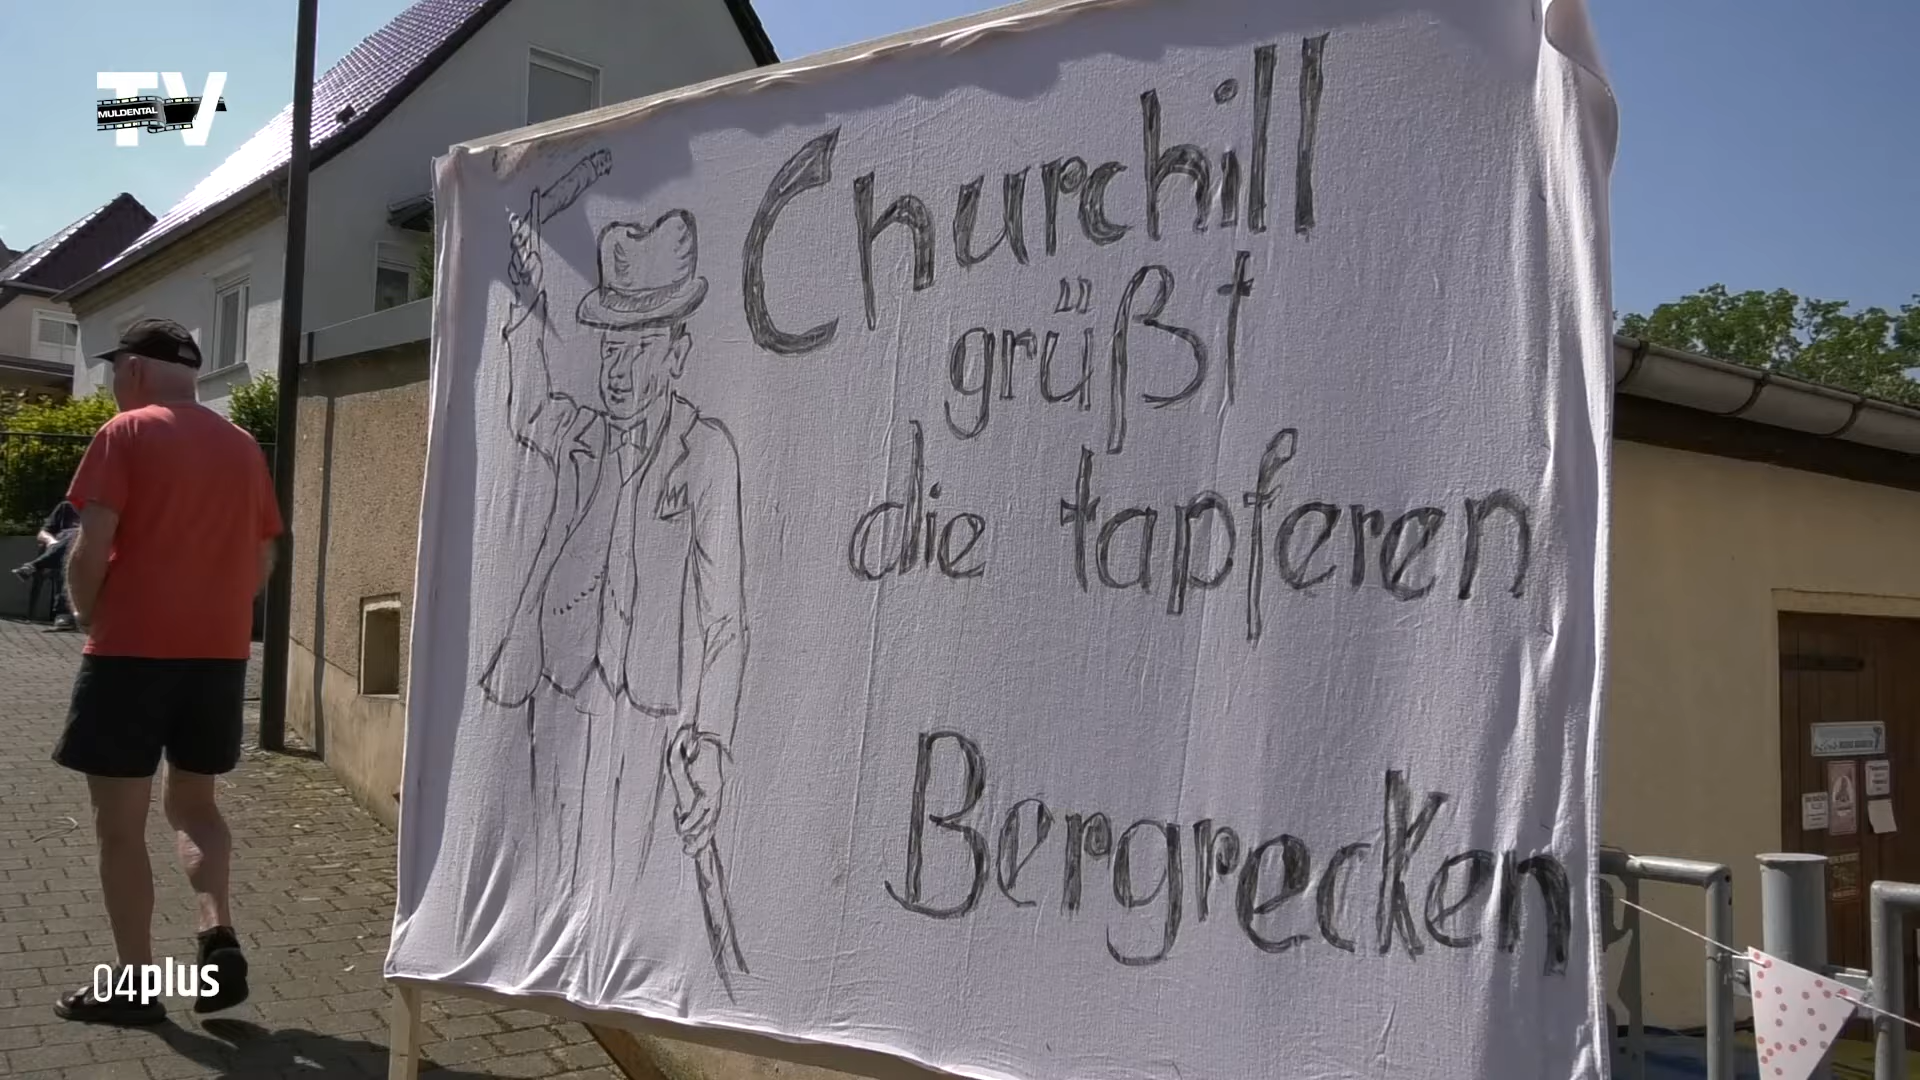 TV
MULDENTAL
Churchill
grüßt
die tapferen
Bergrecken
04plus